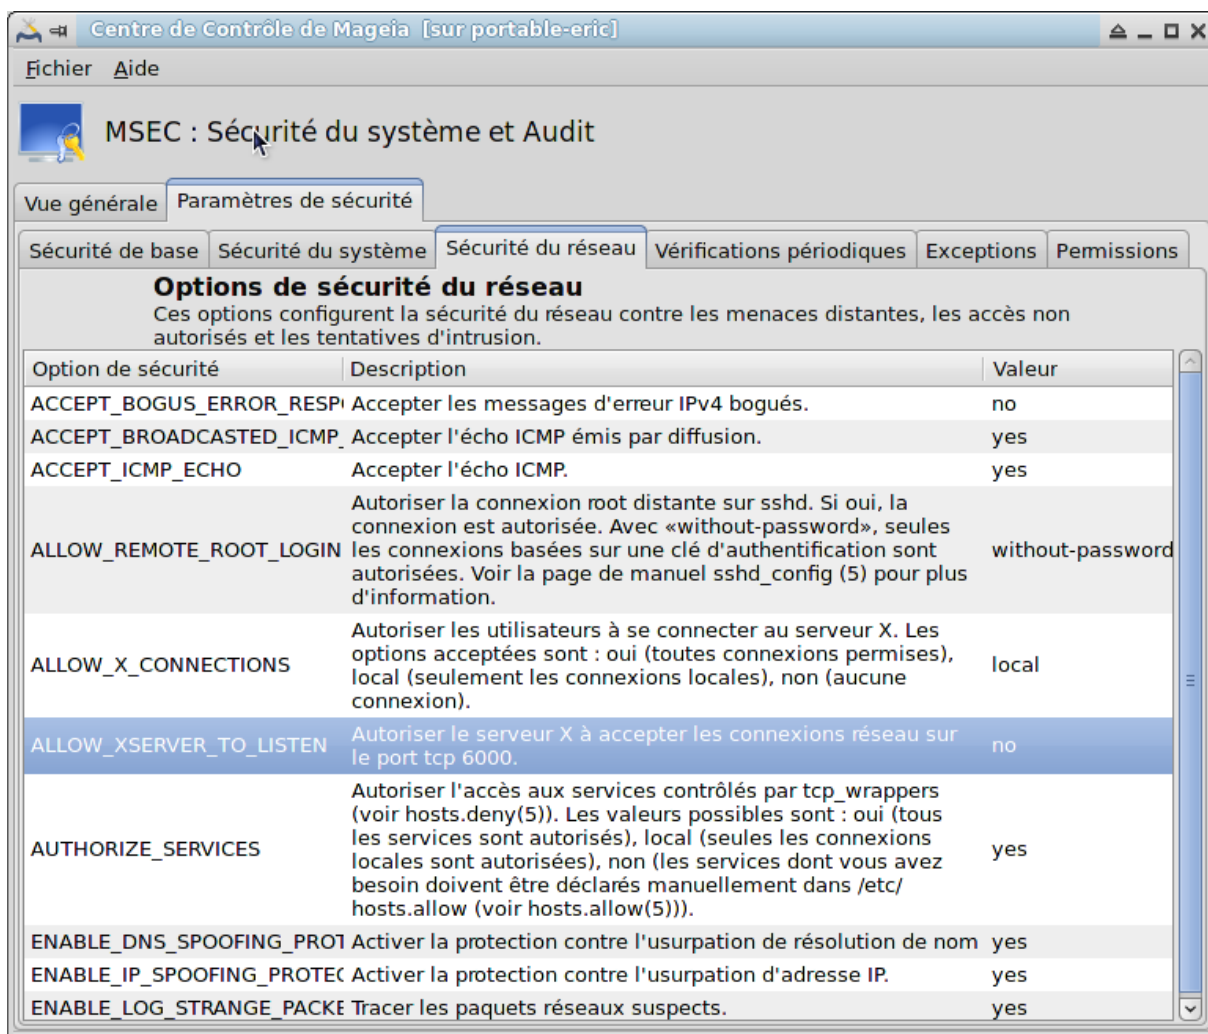 Centre de Contrôle de Mageia [sur portable-eric]
Fichier Aide
MSEC : Sécurité du système et Audit
Vue générale Paramètres de sécurité
Sécurité de base Sécurité du système Sécurité du réseau Vérifications périodiques Exceptions Permissions
Options de sécurité du réseau
Ces options configurent la sécurité du réseau contre les menaces distantes, les accès non
autorisés et les tentatives d'intrusion.
Option de sécurité Description Valeur
ACCEPT_BOGUS_ERROR_RESP Accepter les messages d'erreur IPv4 bogués. no
ACCEPT_BROADCASTED_ICMP_ Accepter l'écho ICMP émis par diffusion. yes
ACCEPT_ICMP_ECHO Accepter l'écho ICMP. yes
Autoriser la connexion root distante sur sshd. Si oui, la
connexion est autorisée. Avec «without-password», seules
ALLOW_REMOTE_ROOT_LOGIN les connexions basées sur une clé d'authentification sont without-password
autorisées. Voir la page de manuel sshd_config (5) pour plus
d'information.
Autoriser les utilisateurs à se connecter au serveur X. Les
options acceptées sont : oui (toutes connexions permises),
ALLOW_X_CONNECTIONS local (seulement les connexions locales), non (aucune local
connexion).
ALLOW_XSERVER_TO_LISTEN Autoriser le serveur X à accepter les connexions réseau sur no
le port tcp 6000.
Autoriser l'accès aux services contrôlés par tcp_wrappers
(voir hosts.deny(5)). Les valeurs possibles sont : oui (tous
les services sont autorisés), local (seules les connexions
AUTHORIZE_SERVICES locales sont autorisées), non (les services dont vous avez yes
besoin doivent être déclarés manuellement dans /etc/
hosts.allow (voir hosts.allow(5))).
ENABLE_DNS_SPOOFING_PROT Activer la protection contre l'usurpation de résolution de nom yes
ENABLE_IP_SPOOFING_PROTEC Activer la protection contre l'usurpation d'adresse IP. yes
ENABLE_LOG_STRANGE_PACKE Tracer les paquets réseaux suspects. yes